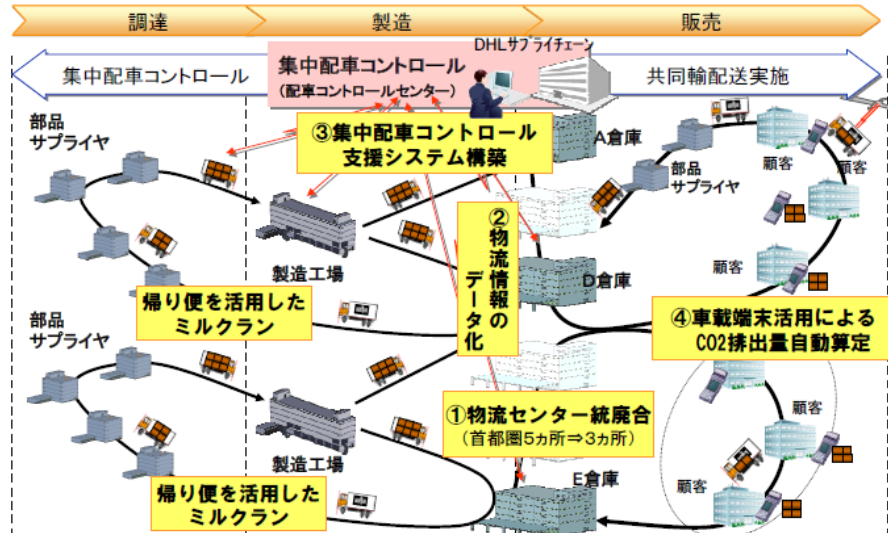 調達
製造
販売
集中配車コントロール
集中配車コントロール
(配車コントロールセンター)
DHLサプライチェーン
共同輸配送実施
部品
サプライヤ
③集中配車コントロール
支援システム構築
A倉庫
部品
サプライヤ
顧客
顧客
②物流情報の
データ化
製造工場
D倉庫
顧客
帰り便を活用した
ミルクラン
④車載端末活用による
CO2排出量自動算定
部品
サプライヤ
①物流センター統廃合
(首都圏5ヵ所⇒3ヵ所)
顧客
製造工場
帰り便を活用した
ミルクラン
E倉庫
顧客